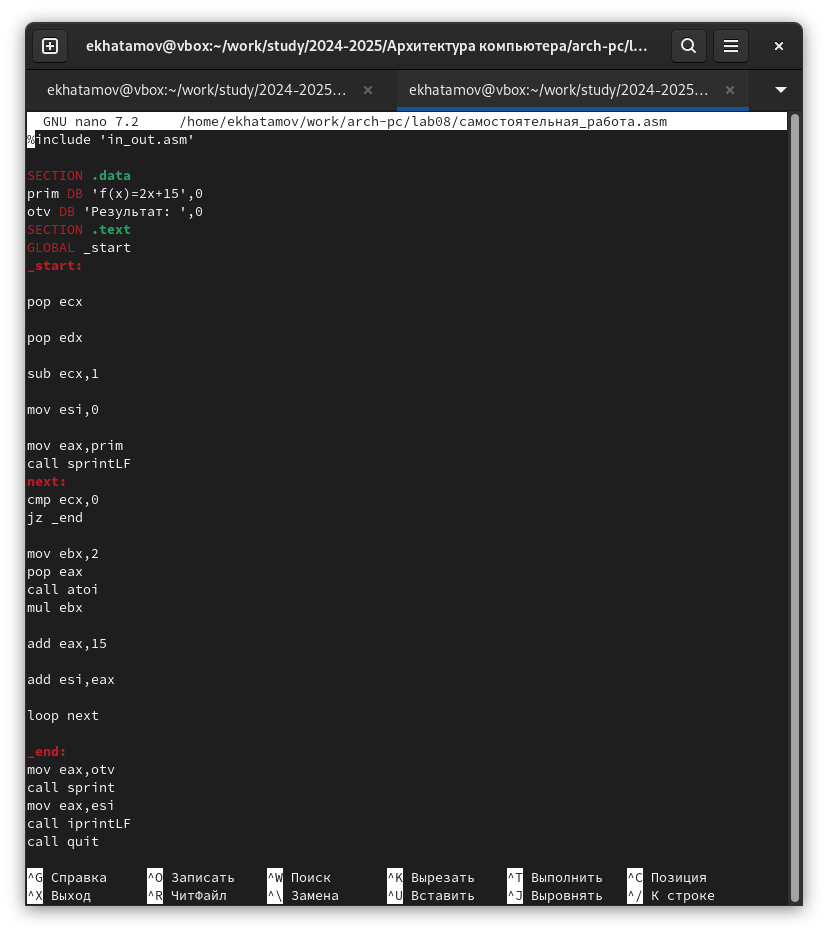 ekhatamov@vbox:~/work/study/2024-2025/Архитектура компьютера/arch-pc/l...
ekhatamov@vbox:~/work/study/2024-2025...
ekhatamov@vbox:~/work/study/2024-2025...
GNU nano 7.2 /home/ekhatamov/work/arch-pc/lab08/самостоятельная_работа.asm
%include 'in_out.asm'
SECTION .data
prim DB 'f(x)=2x+15',0
otv DB 'Результат: ',0
SECTION .text
GLOBAL _start
_start:
pop ecx
pop edx
sub ecx,1
mov esi,0
mov eax,prim
call sprintLF
next:
cmp ecx,0
jz _end
mov ebx,2
pop eax
call atoi
mul ebx
add eax,15
add esi,eax
loop next
_end:
mov eax,otv
call sprint
mov eax,esi
call iprintLF
call quit
^G Справка ^O Записать ^W Поиск ^K Вырезать ^T Выполнить ^C Позиция
^X Выход ^R ЧитФайл ^\ Замена ^U Вставить ^J Выровнять ^/ К строке